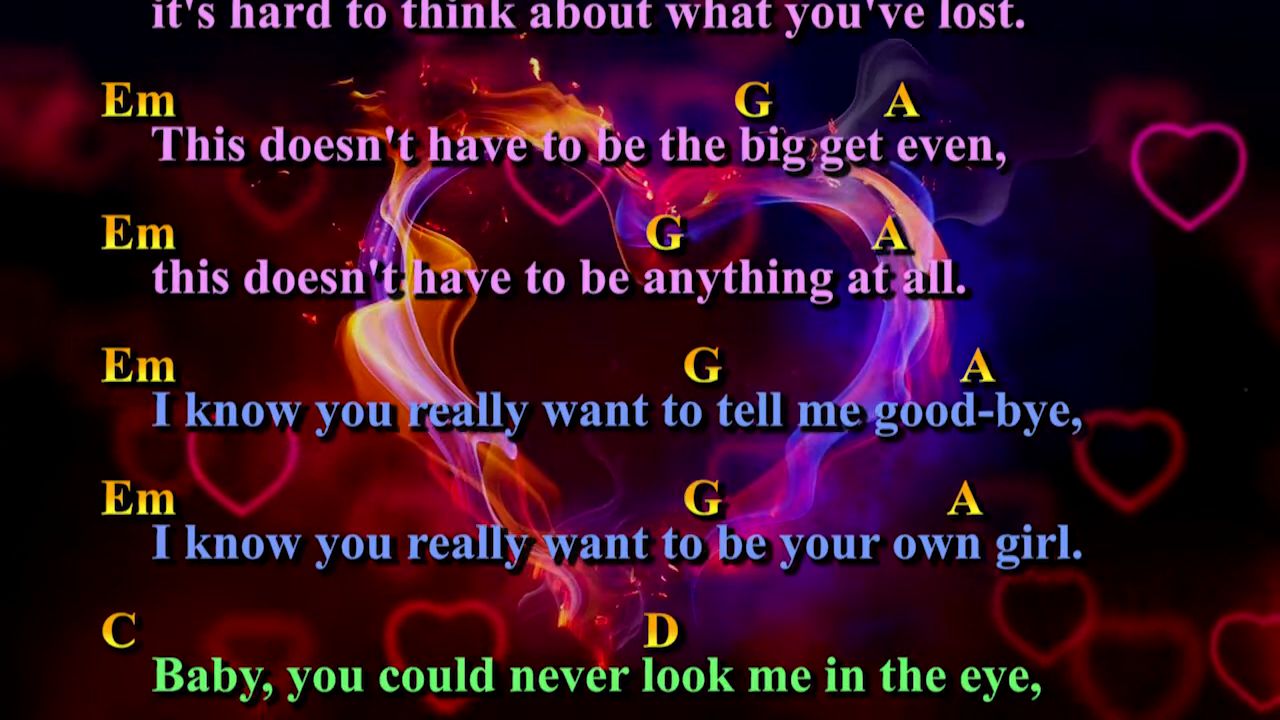 it's hard to think about what you've lost.
Em G A
This doesn't have to be the big get even,
Em G A
this doesn't have to be anything at all.
Em G A
I know you really want to tell me good-bye,
Em G A
I know you really want to be your own girl.
C D
Baby, you could never look me in the eye,